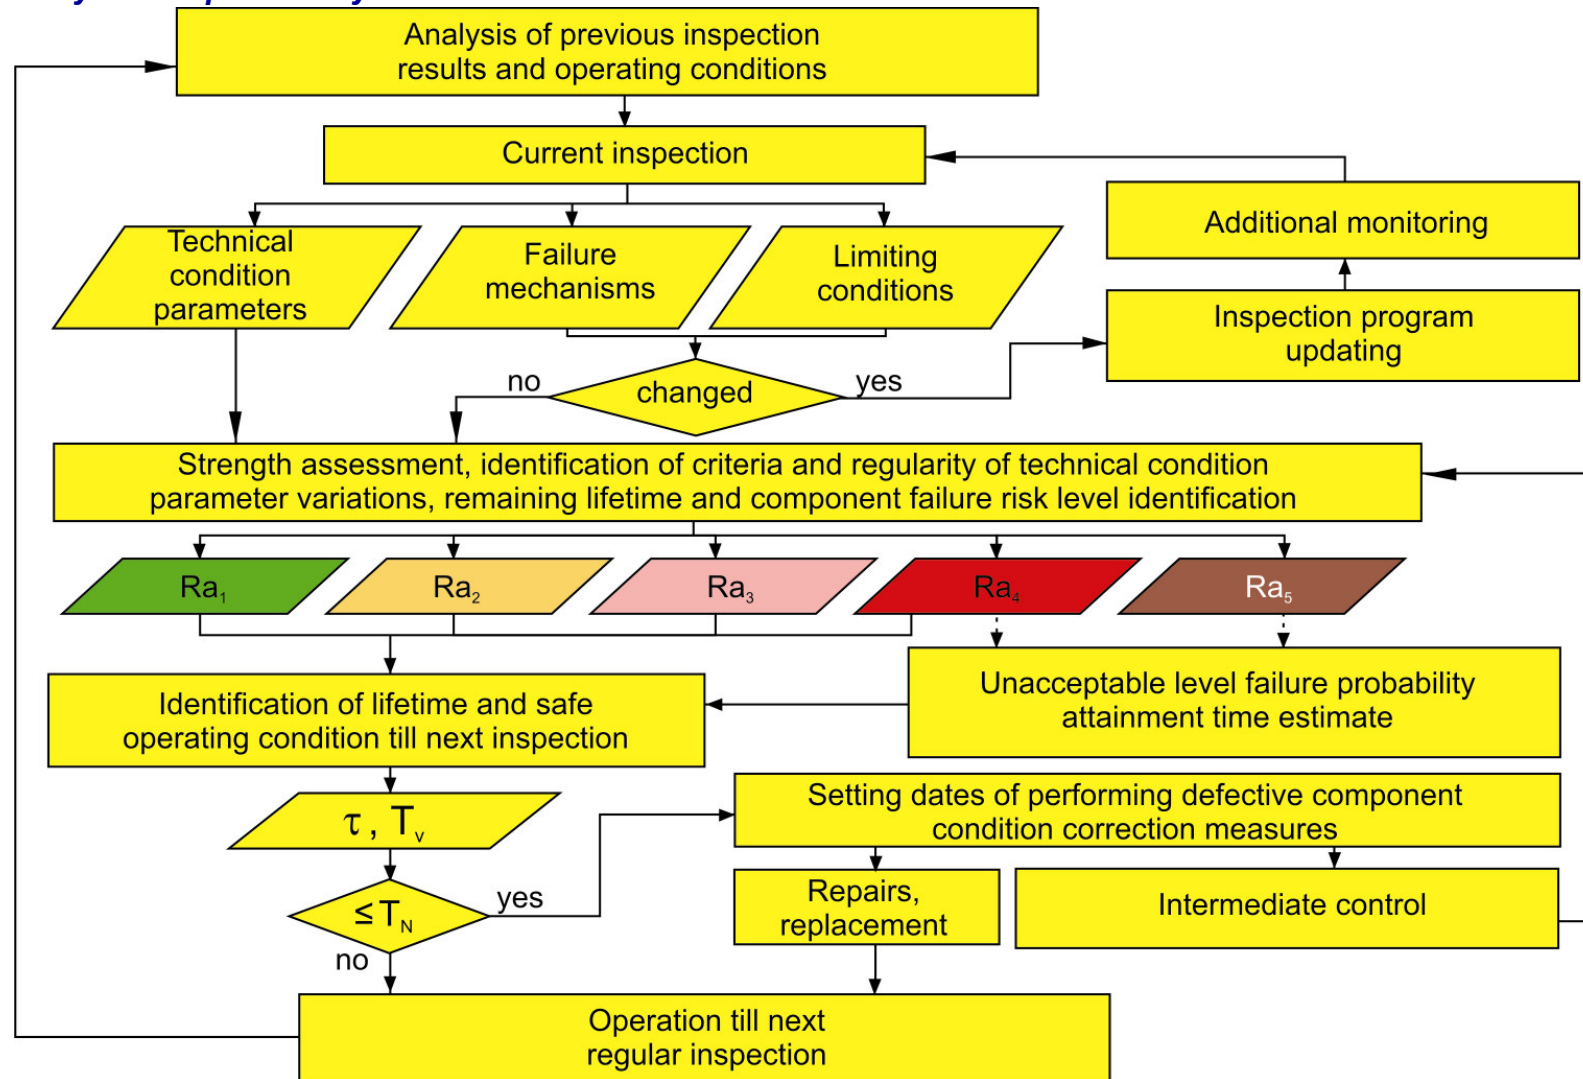 Analysis of previous inspection
results and operating conditions
Current inspection
Additional monitoring
Technical
condition
parameters
Failure
mechanisms
Limiting
conditions
Inspection program
updating
no
changed
yes
Strength assessment, identification of criteria and regularity of technical condition
parameter variations, remaining lifetime and component failure risk level identification
Ra₁
Ra₂
Ra₃
Ra₄
Ra₅
Unacceptable level failure probability
attainment time estimate
Identification of lifetime and safe
operating condition till next inspection
Setting dates of performing defective component
condition correction measures
τ , Tᵥ
Repairs,
replacement
Intermediate control
≤ T_N
yes
no
Operation till next
regular inspection